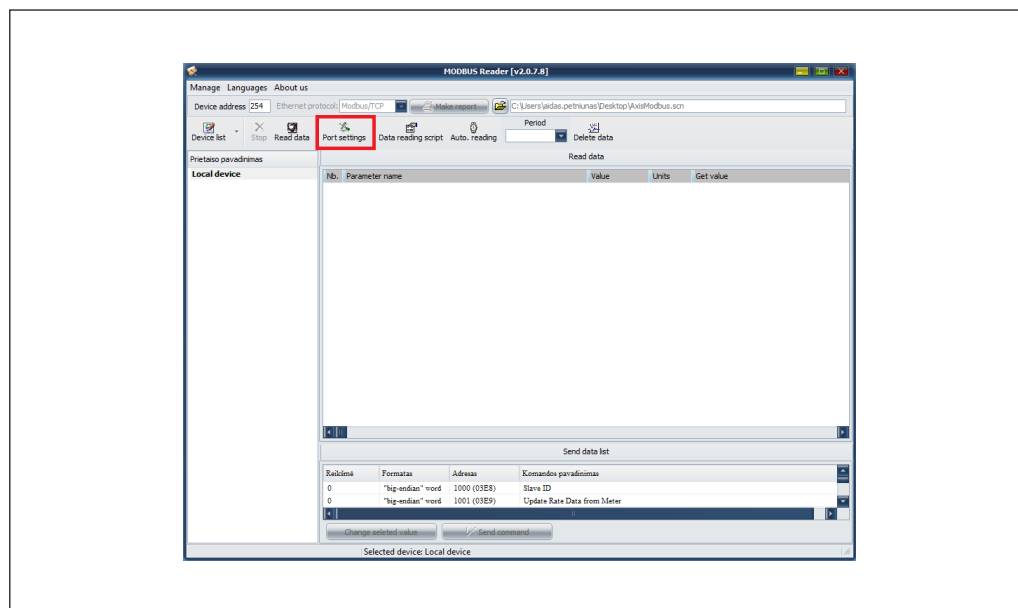 MODBUS Reader [v2.0.7.8]
Manage Languages About us
Device address 254 Ethernet protocol: Modbus/TCP Make report C:\Users\aidas.petniunas\Desktop\AxisModbus.scn
Device list Stop Read data Port settings Data reading script Auto. reading Period Delete data
Prietaiso pavadinimas Read data
Local device Nb. Parameter name Value Units Get value
Send data list
Reikšmė Formatas Adresas Komandos pavadinimas
0 "big-endian" word 1000 (03E8) Slave ID
0 "big-endian" word 1001 (03E9) Update Rate Data from Meter
Change seleted value Send command
Selected device: Local device